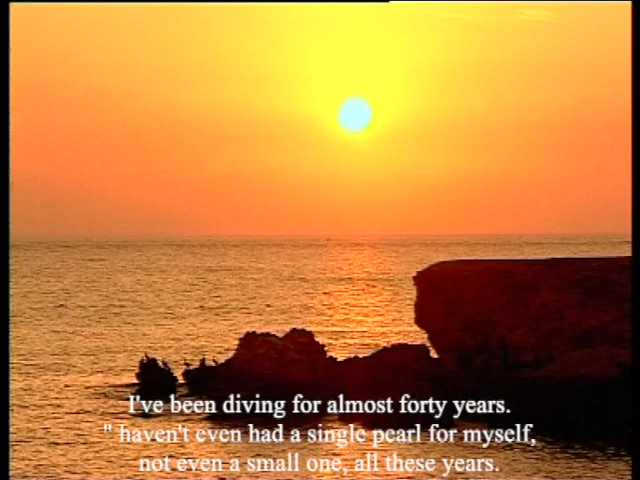 I've been diving for almost forty years.
" haven't even had a single pearl for myself,
not even a small one, all these years.